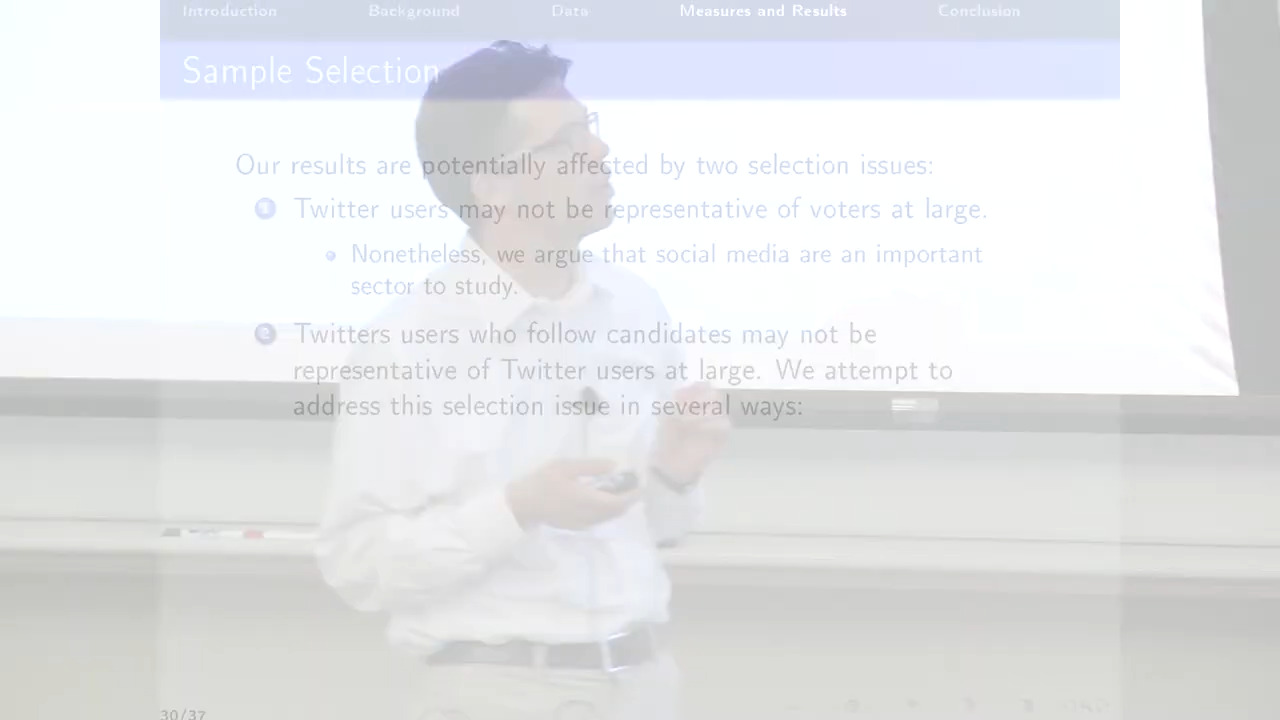 Introduction Background Data Measures and Results Conclusion
Sample Selection
Our results are potentially affected by two selection issues:
1 Twitter users may not be representative of voters at large.
Nonetheless, we argue that social media are an important
sector to study.
2 Twitters users who follow candidates may not be
representative of Twitter users at large. We attempt to
address this selection issue in several ways:
30/37